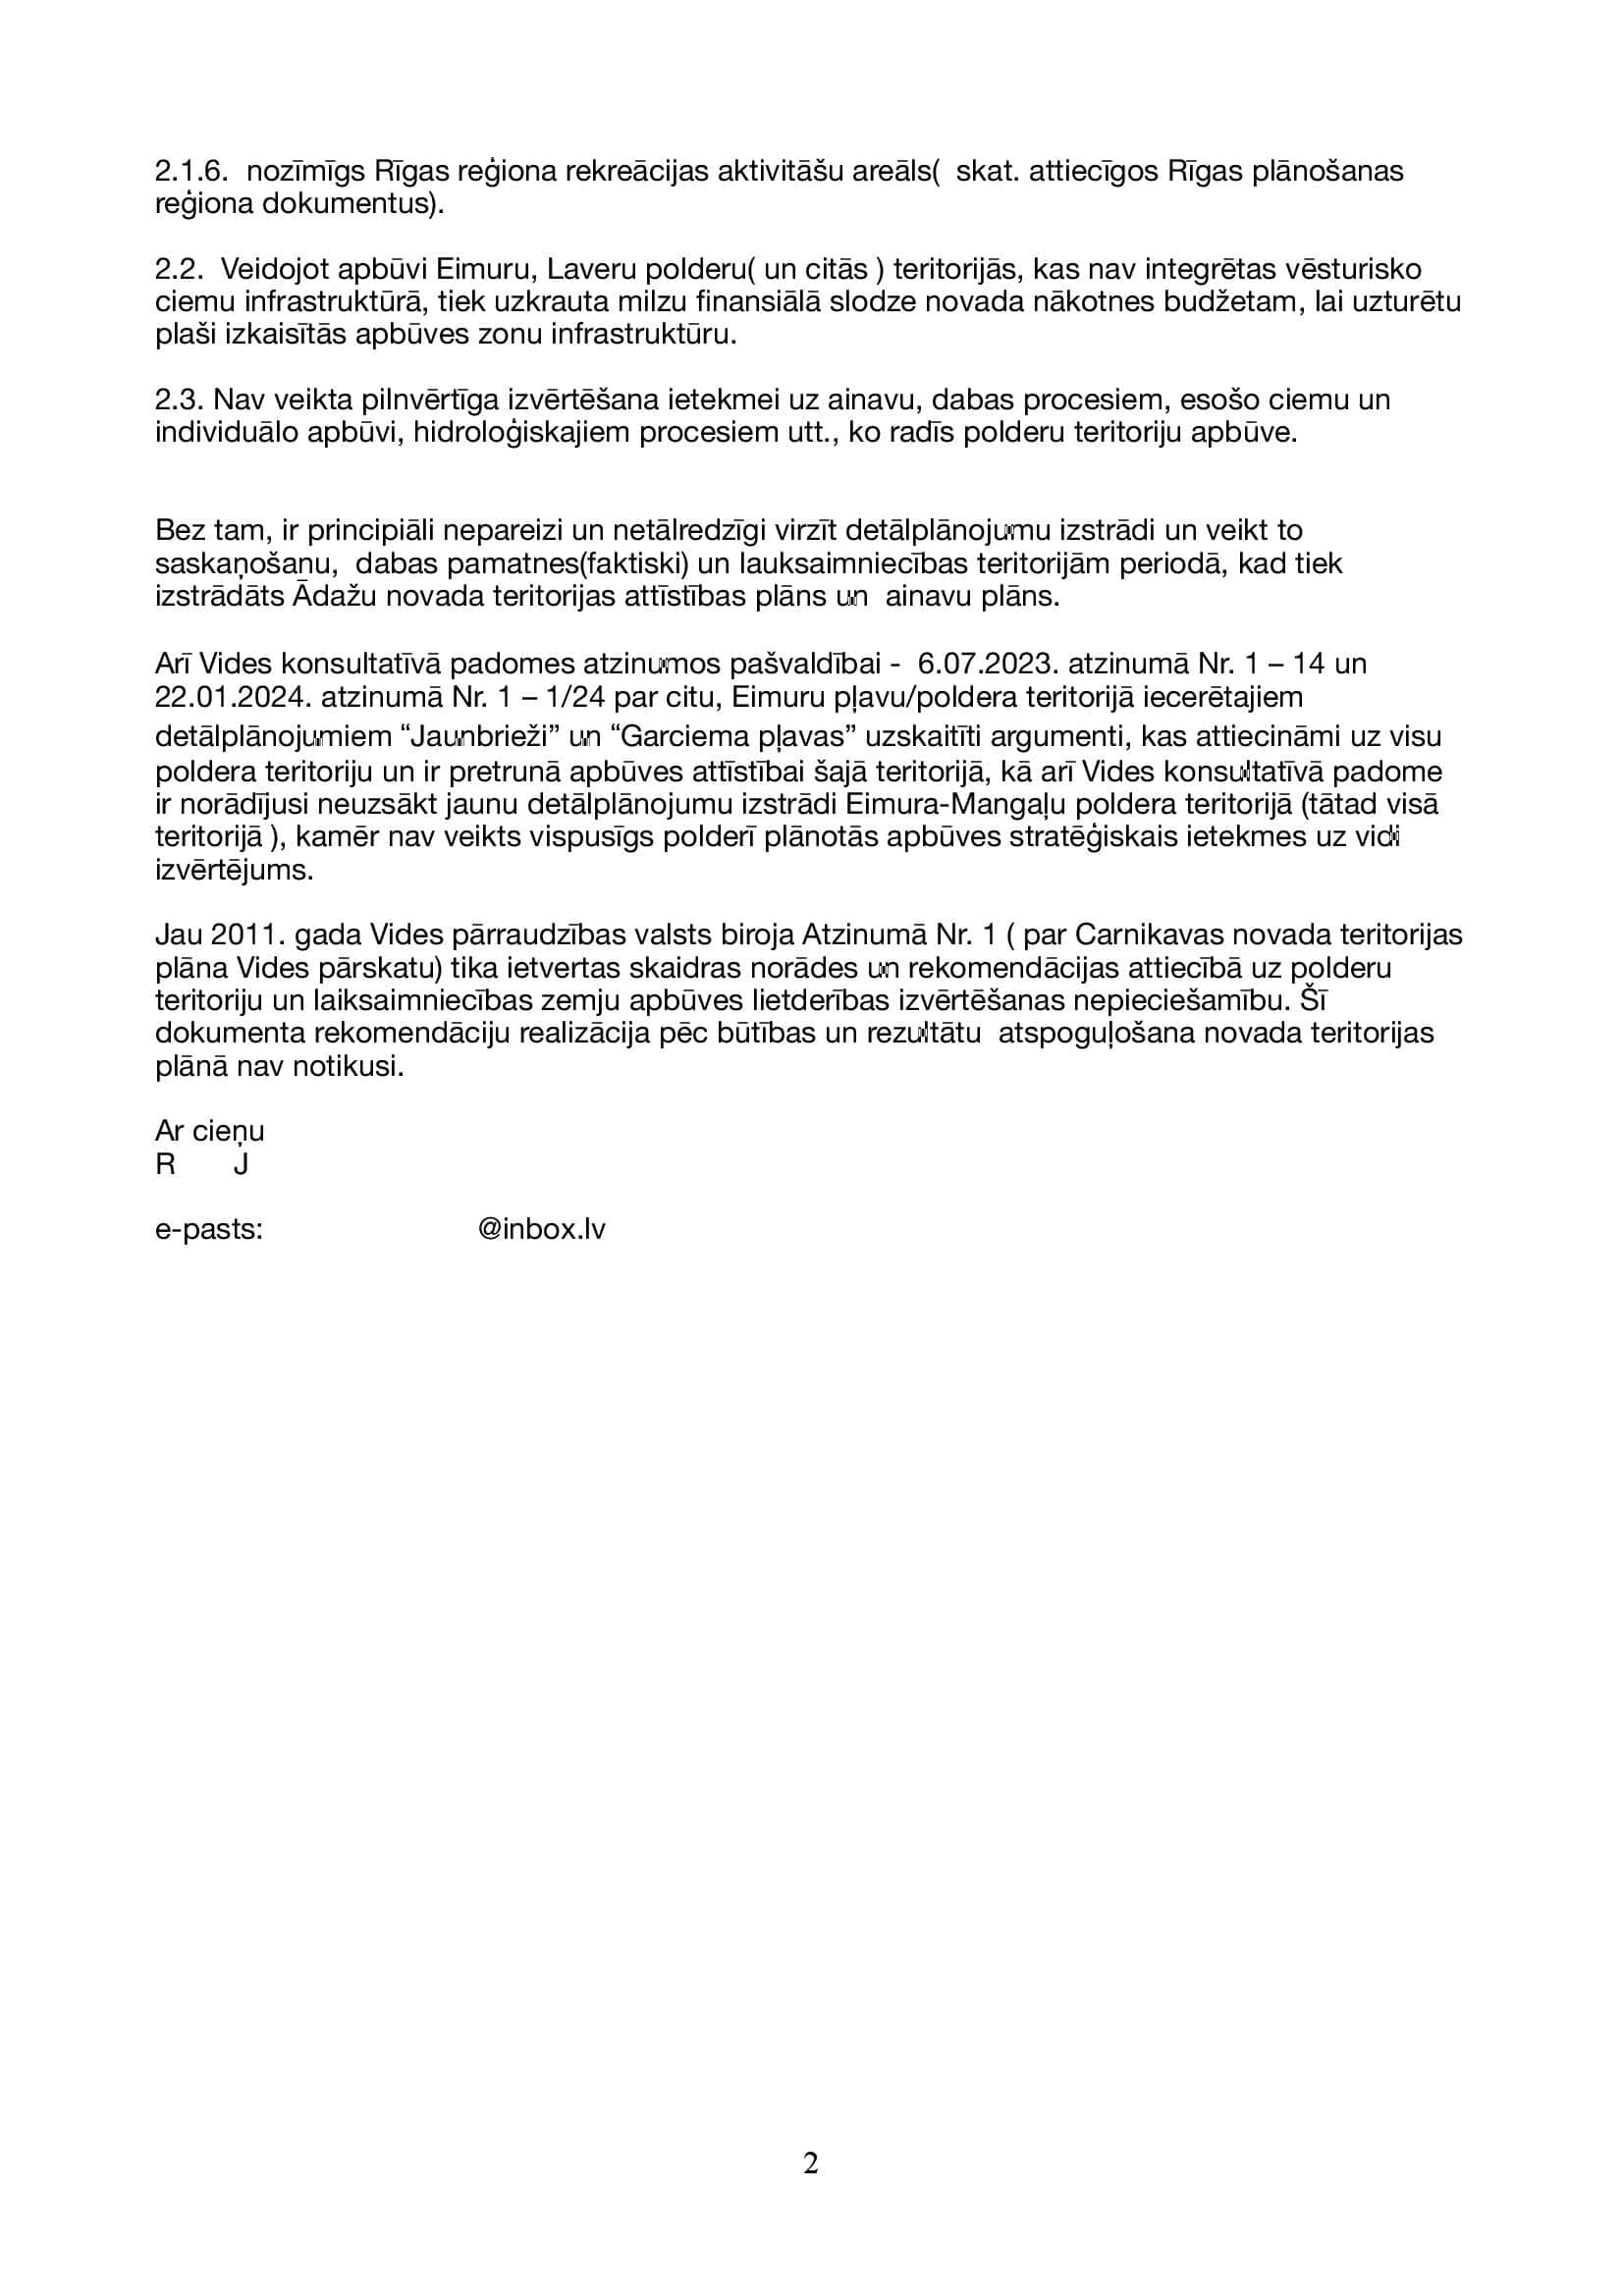 2.1.6.  nozīmīgs Rīgas reģiona rekreācijas aktivitāšu areāls(  skat. attiecīgos Rīgas plānošanas
reģiona dokumentus).
2.2.  Veidojot apbūvi Eimuru, Laveru polderu( un citās ) teritorijās, kas nav integrētas vēsturisko
ciemu infrastruktūrā, tiek uzkrauta milzu finansiālā slodze novada nākotnes budžetam, lai uzturētu
plaši izkaisītās apbūves zonu infrastruktūru.
2.3. Nav veikta pilnvērtīga izvērtēšana ietekmei uz ainavu, dabas procesiem, esošo ciemu un
individuālo apbūvi, hidroloģiskajiem procesiem utt., ko radīs polderu teritoriju apbūve.
Bez tam, ir principiāli nepareizi un netālredzīgi virzīt detālplānojumu izstrādi un veikt to
saskaņošanu,  dabas pamatnes(faktiski) un lauksaimniecības teritorijām periodā, kad tiek
izstrādāts Ādažu novada teritorijas attīstības plāns un  ainavu plāns.
Arī Vides konsultatīvā padomes atzinumos pašvaldībai -  6.07.2023. atzinumā Nr. 1 – 14 un
22.01.2024. atzinumā Nr. 1 – 1/24 par citu, Eimuru pļavu/poldera teritorijā iecerētajiem
detālplānojumiem “Jaunbrieži” un “Garciema pļavas” uzskaitīti argumenti, kas attiecināmi uz visu
poldera teritoriju un ir pretrunā apbūves attīstībai šajā teritorijā, kā arī Vides konsultatīvā padome
ir norādījusi neuzsākt jaunu detālplānojumu izstrādi Eimura-Mangaļu poldera teritorijā (tātad visā
teritorijā ), kamēr nav veikts vispusīgs polderī plānotās apbūves stratēģiskais ietekmes uz vidi
izvērtējums.
Jau 2011. gada Vides pārraudzības valsts biroja Atzinumā Nr. 1 ( par Carnikavas novada teritorijas
plāna Vides pārskatu) tika ietvertas skaidras norādes un rekomendācijas attiecībā uz polderu
teritoriju un laiksaimniecības zemju apbūves lietderības izvērtēšanas nepieciešamību. Šī
dokumenta rekomendāciju realizācija pēc būtības un rezultātu  atspoguļošana novada teritorijas
plānā nav notikusi.
Ar cieņu
R J
e-pasts: @inbox.lv
2